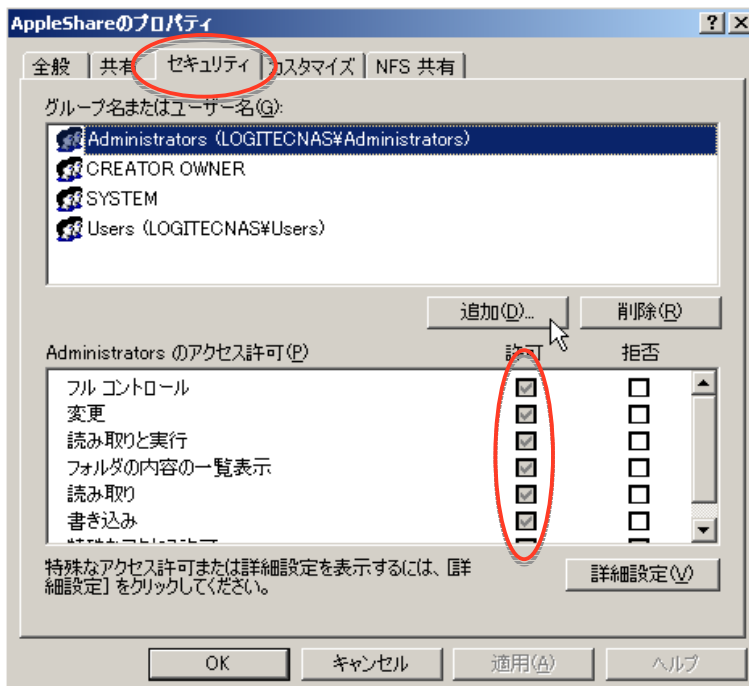 AppleShareのプロパティ
全般 共有 セキュリティ カスタマイズ NFS 共有
グループ名またはユーザー名(G):
Administrators (LOGITECNAS¥Administrators)
CREATOR OWNER
SYSTEM
Users (LOGITECNAS¥Users)
追加(D)... 削除(R)
Administrators のアクセス許可(P) 許可 拒否
フル コントロール
変更
読み取りと実行
フォルダの内容の一覧表示
読み取り
書き込み
特殊なアクセス許可または詳細設定を表示するには、[詳
細設定] をクリックしてください。
詳細設定(V)
OK キャンセル 適用(A) ヘルプ